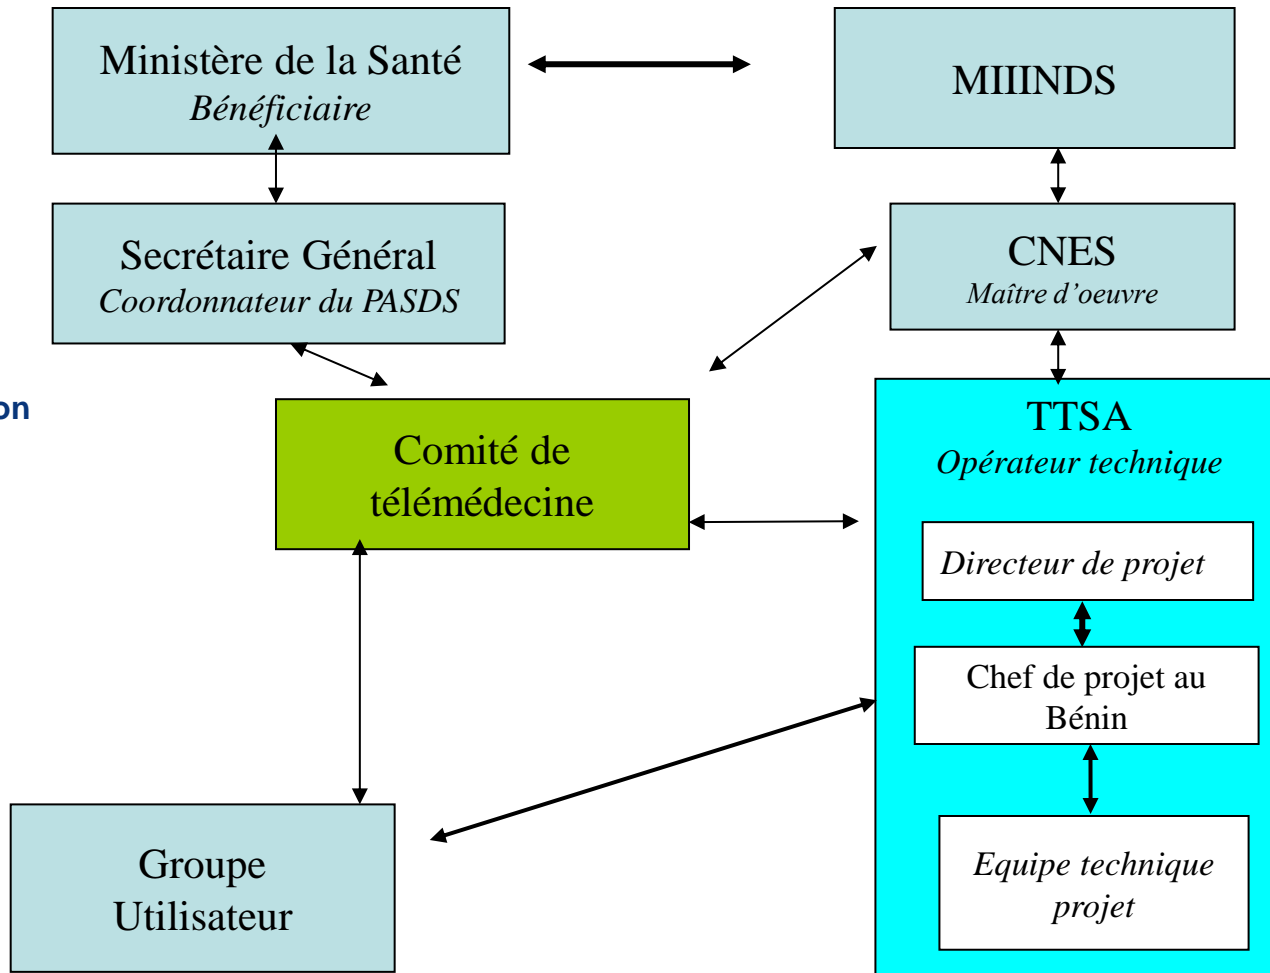 Ministère de la Santé
Bénéficiaire
MIIINDS
Secrétaire Général
Coordonnateur du PASDS
CNES
Maître d’oeuvre
on
Comité de
télémédecine
TTSA
Opérateur technique
Directeur de projet
Chef de projet au
Bénin
Equipe technique
projet
Groupe
Utilisateur